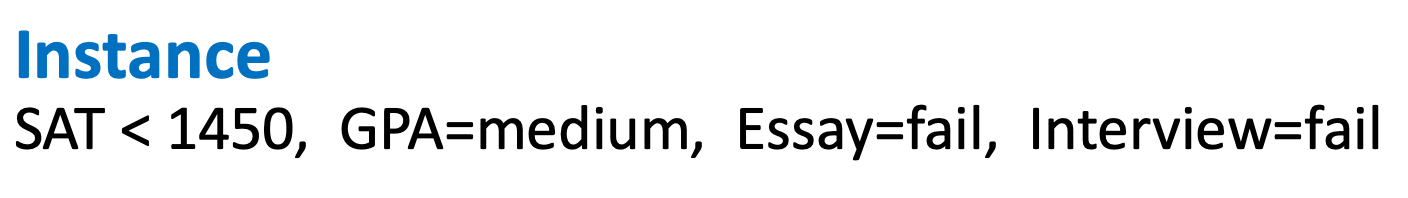 Instance
SAT < 1450, GPA=medium, Essay=fail, Interview=fail